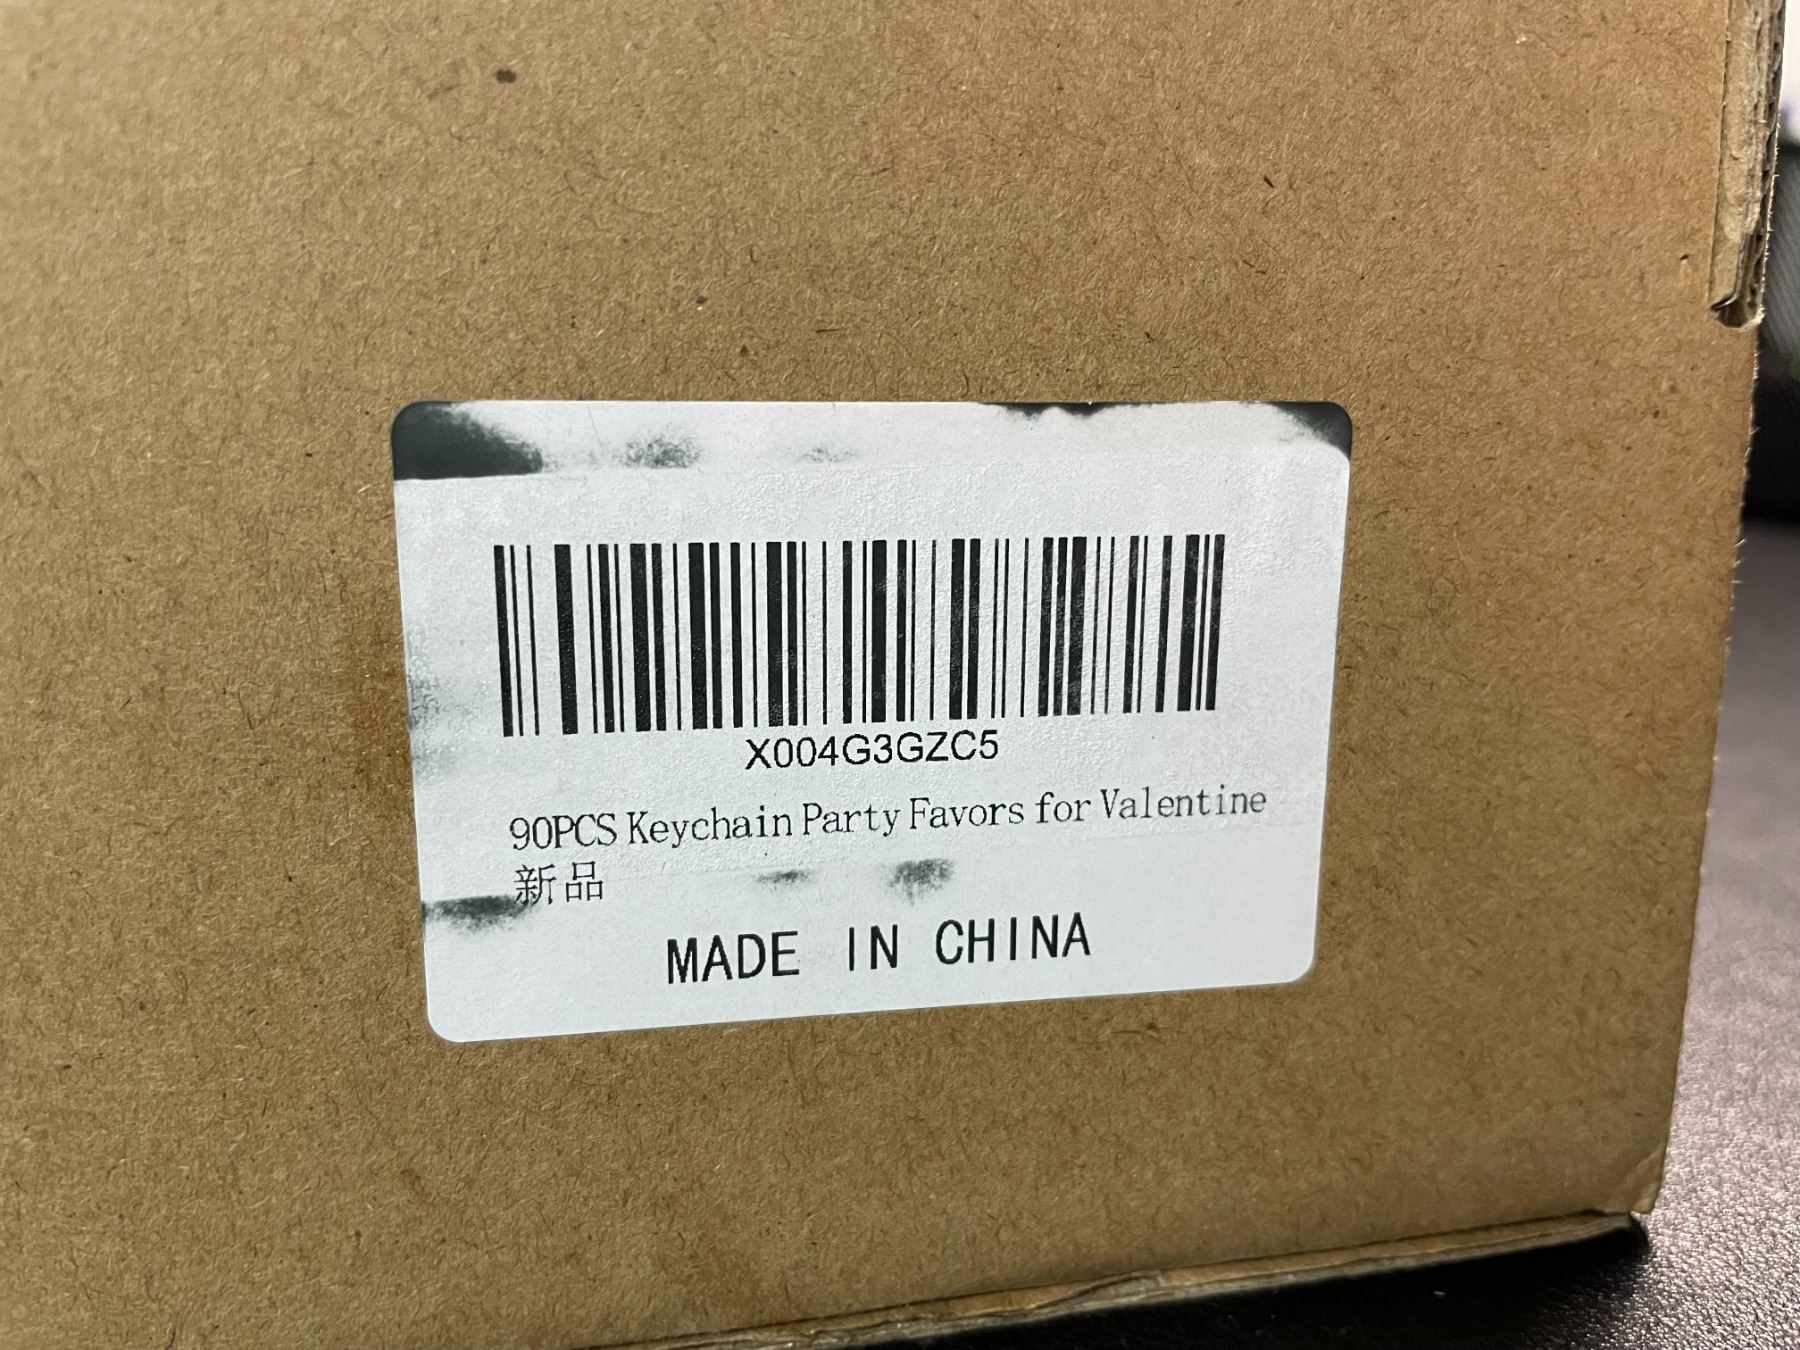 X004G3GZC5
90PCS Keychain Party Favors for Valentine
新品
MADE IN CHINA